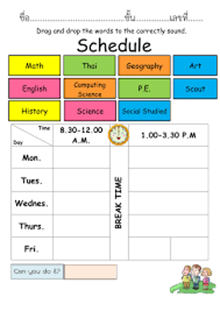 ชื่อ..............................................ชั้น............เลขที่.......
Drag and drop the words to the correctly sound.
Schedule
Math Thai Geography Art
English Computing Science P.E. Scout
History Science Social Studied
Time
Day
8.30-12.00 A.M.
1.00-3.30 P.M
BREAK TIME
Mon.
Tues.
Wednes.
Thurs.
Fri.
Can you do it?